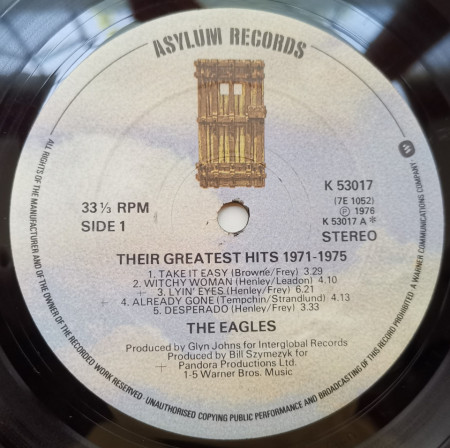 ASYLUM RECORDS
K 53017
(7E 1052)
℗ 1976
K 53017 A *
STEREO
33 ⅓ RPM
SIDE 1
THEIR GREATEST HITS 1971-1975
1. TAKE IT EASY (Browne/Frey) 3.29
2. WITCHY WOMAN (Henley/Leadon) 4.10
+ 3. LYIN' EYES (Henley/Frey) 6.21
+ 4. ALREADY GONE (Tempchin/Strandlund) 4.13
5. DESPERADO (Henley/Frey) 3.33
THE EAGLES
Produced by Glyn Johns for Interglobal Records
Produced by Bill Szymezyk for
+ Pandora Productions Ltd.
1-5 Warner Bros. Music
ALL RIGHTS OF THE MANUFACTURER AND OF THE OWNER OF THE RECORDED WORK RESERVED · UNAUTHORISED COPYING PUBLIC PERFORMANCE AND BROADCASTING OF THIS RECORD PROHIBITED · A WARNER COMMUNICATIONS COMPANY